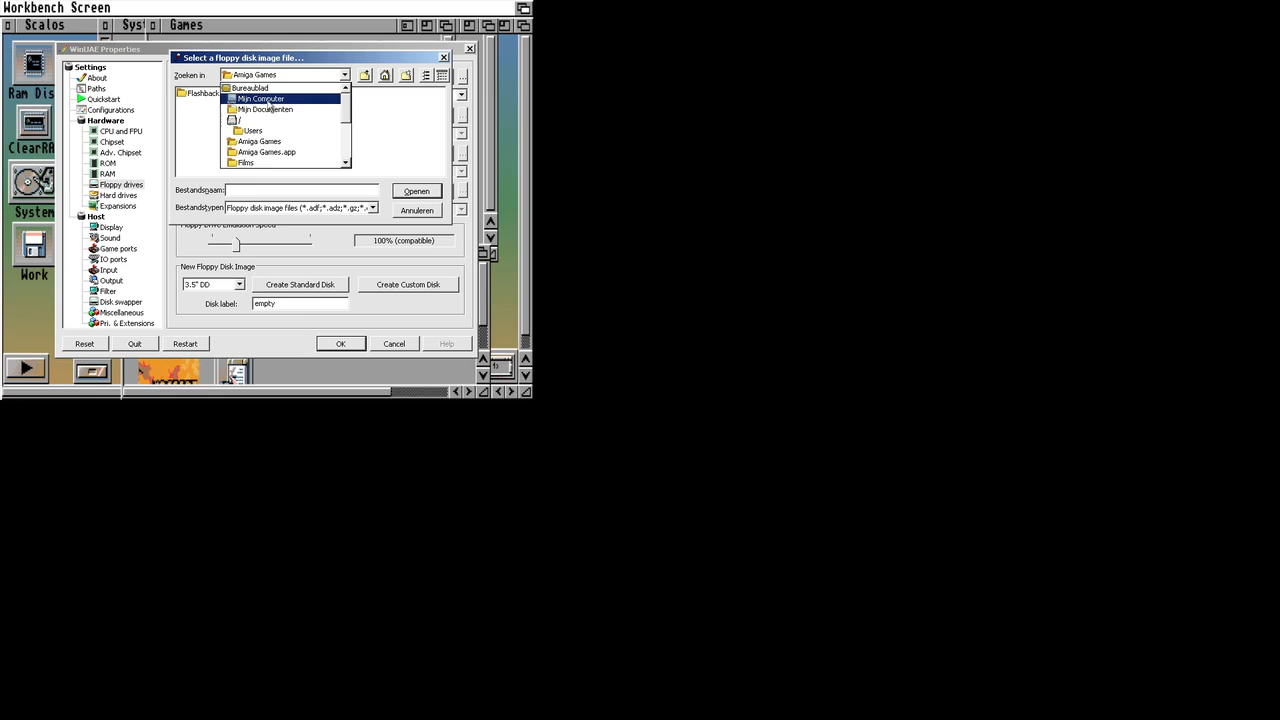 Workbench Screen
Scalos
Syst
Games
WinUAE Properties
Select a floppy disk image file...
Zoeken in
Amiga Games
Bureaublad
Mijn Computer
Mijn Documenten
/
Users
Amiga Games
Amiga Games.app
Films
Flashback
Bestandsnaam:
Openen
Bestandstypen
Floppy disk image files (*.adf;*.adz;*.gz;*.
Annuleren
Settings
About
Paths
Quickstart
Configurations
Hardware
CPU and FPU
Chipset
Adv. Chipset
ROM
RAM
Floppy drives
Hard drives
Expansions
Host
Display
Sound
Game ports
IO ports
Input
Output
Filter
Disk swapper
Miscellaneous
Pri. & Extensions
Floppy Drive Emulation Speed
100% (compatible)
New Floppy Disk Image
3.5" DD
Create Standard Disk
Create Custom Disk
Disk label:
empty
Reset
Quit
Restart
OK
Cancel
Help
Ram Dis
ClearRA
System
Work